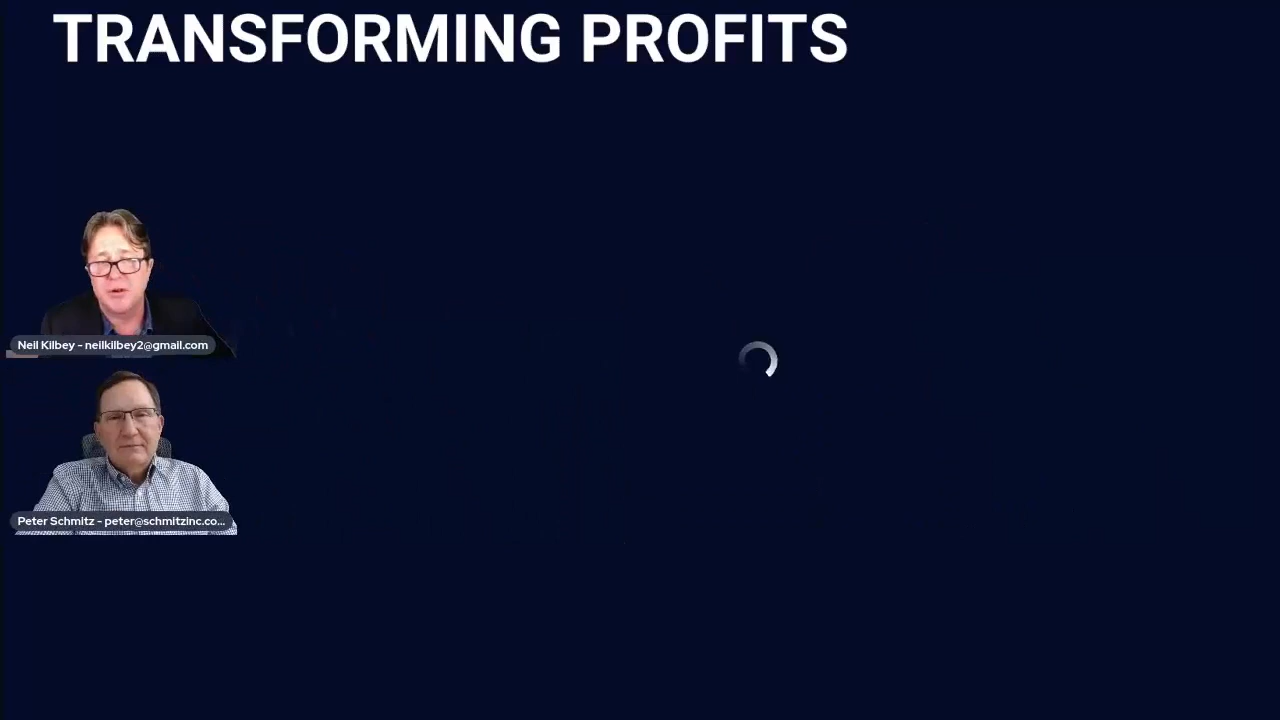 TRANSFORMING PROFITS
Neil Kilbey - neilkilbey2@gmail.com
Peter Schmitz - peter@schmitzinc.co...